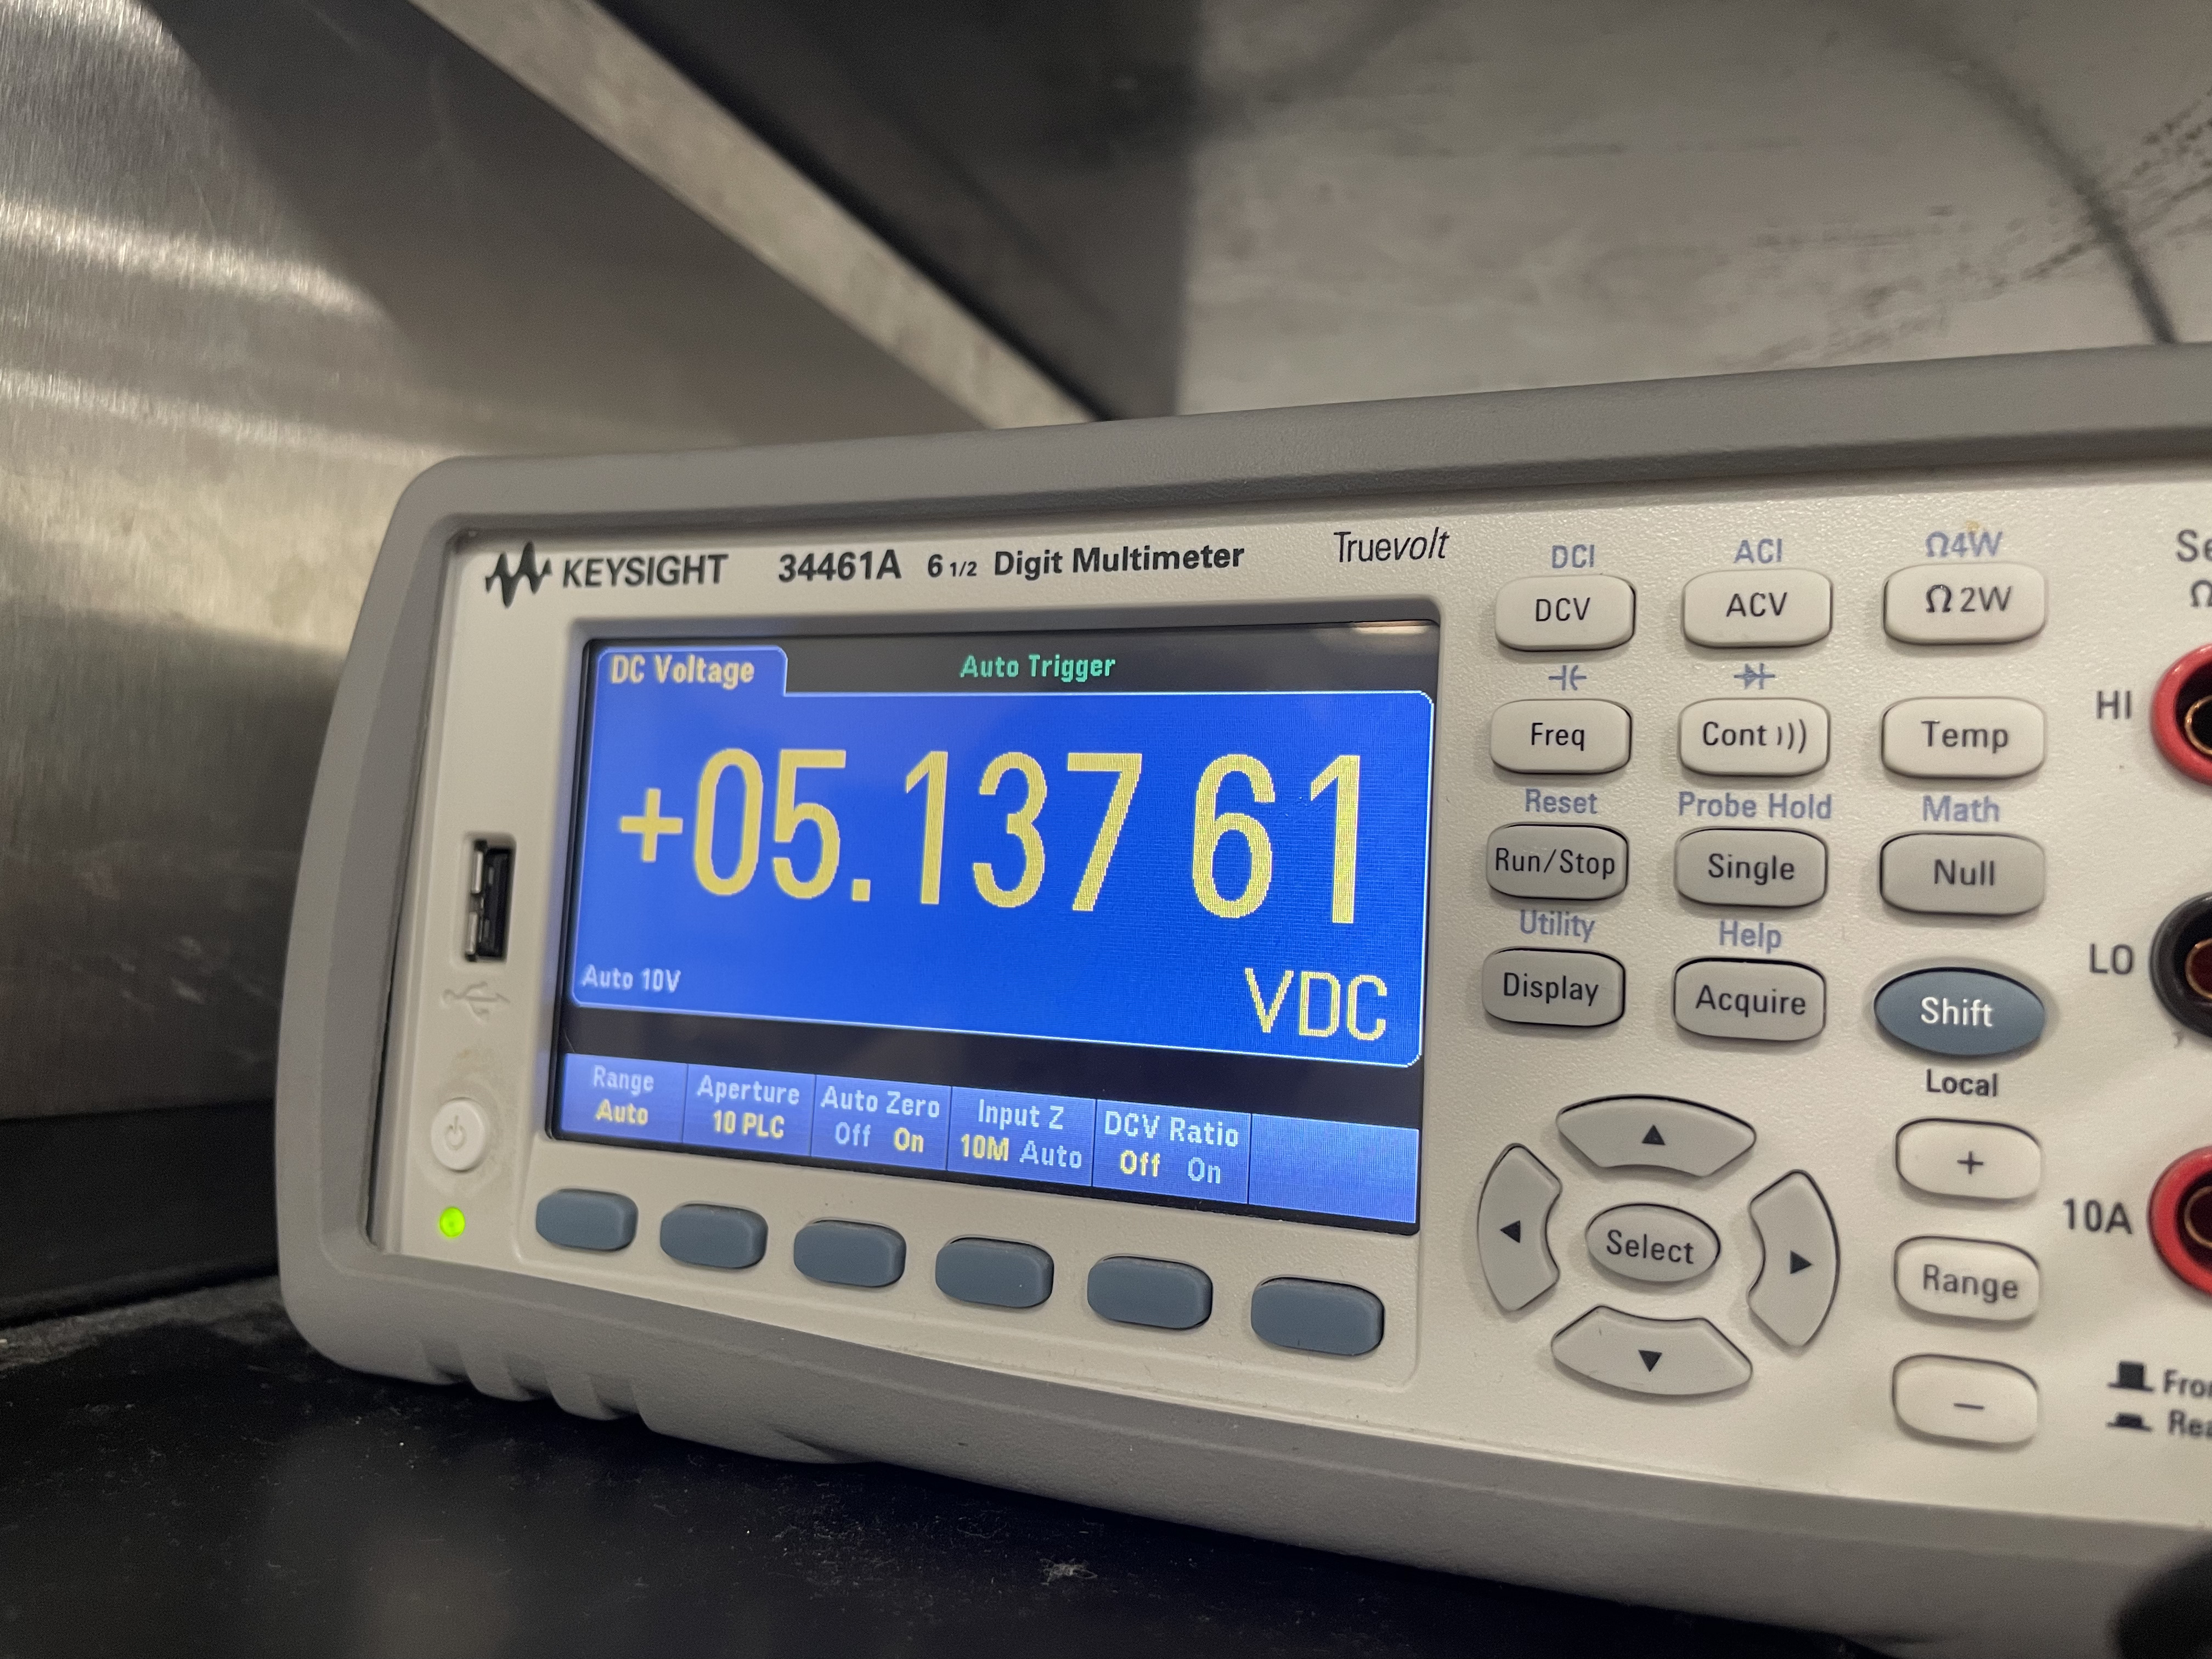 KEYSIGHT 34461A 6 1/2 Digit Multimeter Truevolt
DC Voltage Auto Trigger
+05.137 61
Auto 10V
VDC
Range Auto
Aperture 10 PLC
Auto Zero Off On
Input Z 10M Auto
DCV Ratio Off On
DCI ACI Ω4W
DCV ACV Ω 2W
Freq Cont ))) Temp
Reset Probe Hold Math
Run/Stop Single Null
Utility Help
Display Acquire Shift
Local
+
Select
Range
−
HI
LO
10A